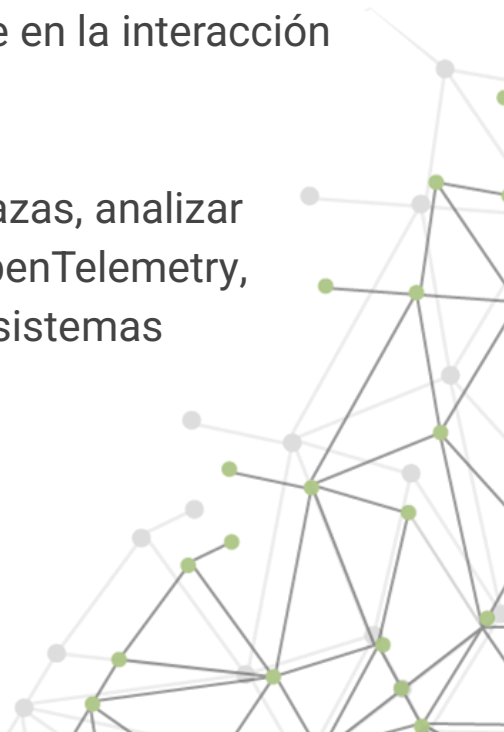 e en la interacción
azas, analizar
penTelemetry,
sistemas